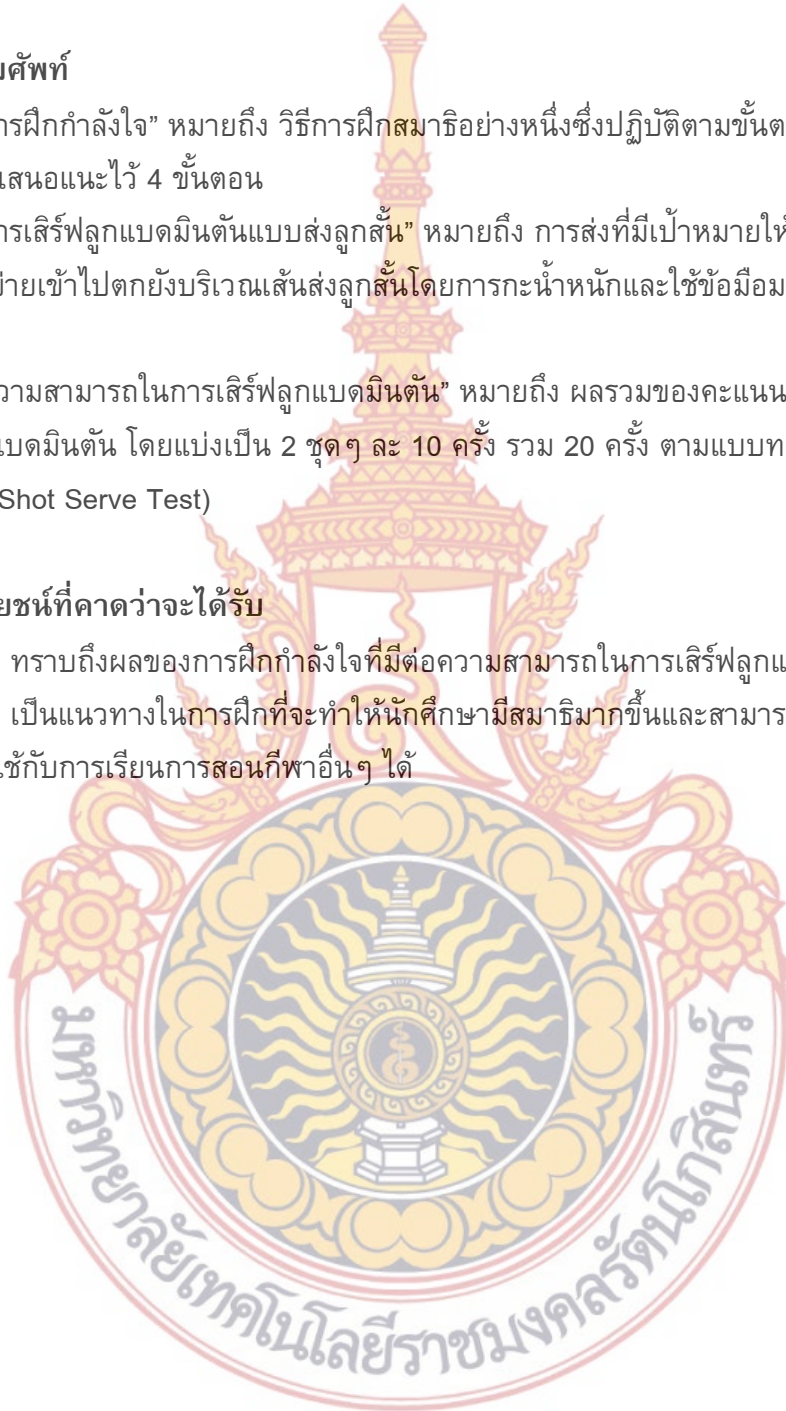 มศัพท์
ารฝึกกำลังใจ” หมายถึง วิธีการฝึกสมาธิอย่างหนึ่งซึ่งปฏิบัติตามขั้นต
เสนอแนะไว้ 4 ขั้นตอน
ารเสิร์ฟลูกแบดมินตันแบบส่งลูกสั้น” หมายถึง การส่งที่มีเป้าหมายให้
ข่ายเข้าไปตกยังบริเวณเส้นส่งลูกสั้นโดยการกะน้ำหนักและใช้ข้อมือม
วามสามารถในการเสิร์ฟลูกแบดมินตัน” หมายถึง ผลรวมของคะแนน
แบดมินตัน โดยแบ่งเป็น 2 ชุดๆ ละ 10 ครั้ง รวม 20 ครั้ง ตามแบบท
Shot Serve Test)
ยชน์ที่คาดว่าจะได้รับ
ทราบถึงผลของการฝึกกำลังใจที่มีต่อความสามารถในการเสิร์ฟลูกแ
เป็นแนวทางในการฝึกที่จะทำให้นักศึกษามีสมาธิมากขึ้นและสามาร
ใช้กับการเรียนการสอนกีฬาอื่นๆ ได้
มหาวิทยาลัยเทคโนโลยีราชมงคลรัตนโกสินทร์